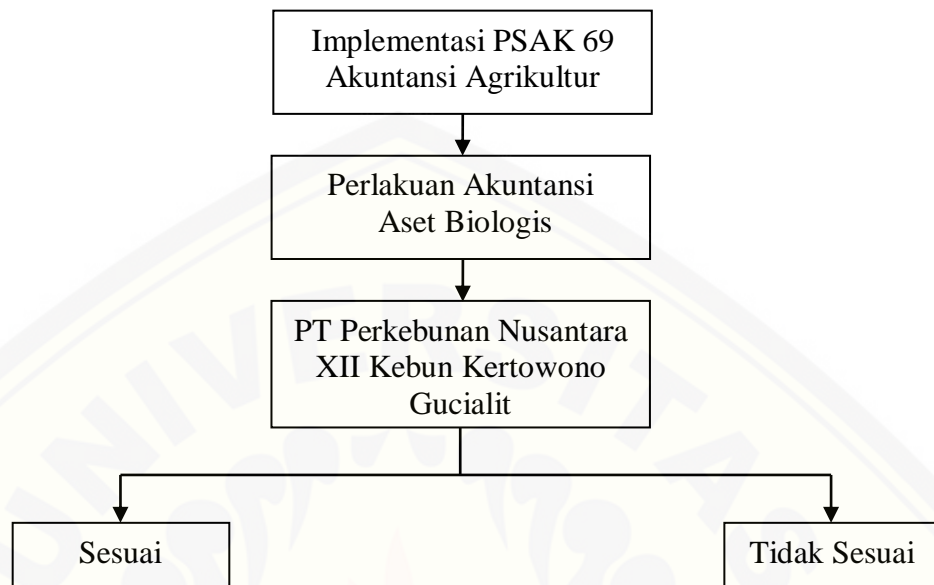 Implementasi PSAK 69
Akuntansi Agrikultur
Perlakuan Akuntansi
Aset Biologis
PT Perkebunan Nusantara
XII Kebun Kertowono
Gucialit
Sesuai
Tidak Sesuai
UNIVERSITAS